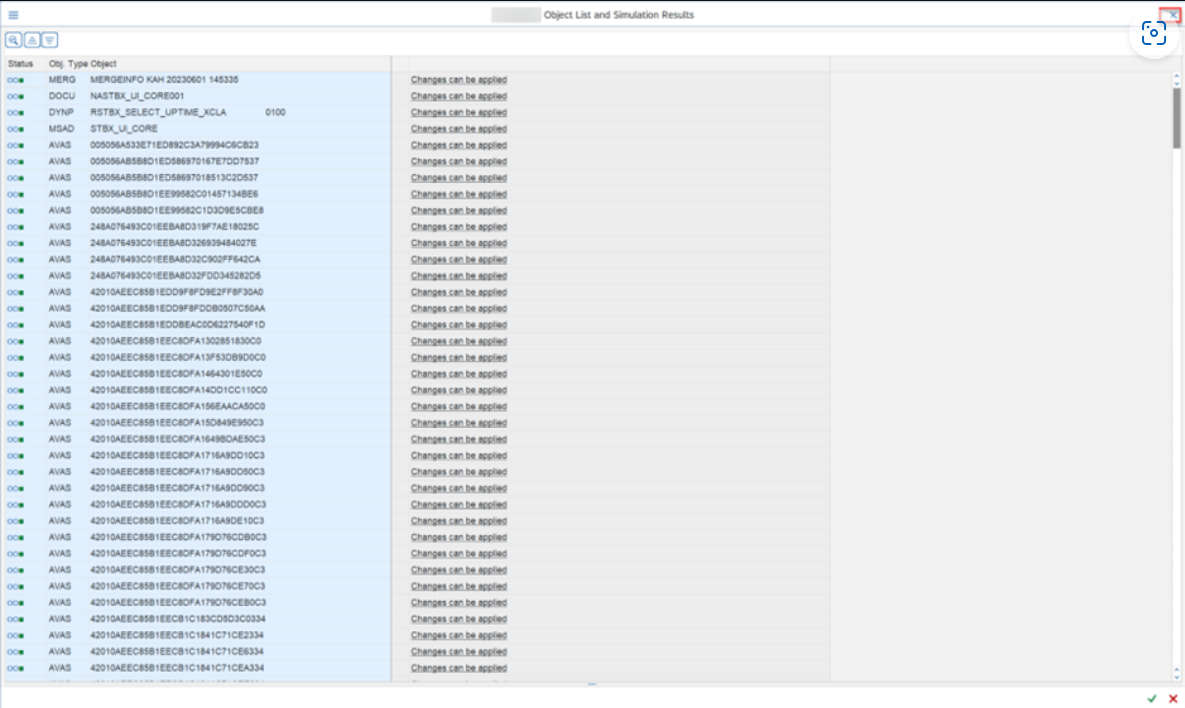 Object List and Simulation Results
Status Obj. Type Object
MERG MERGEINFO KAH 20230601 145335 Changes can be applied
DOCU NASTBX_UI_CORE001 Changes can be applied
DYNP RSTBX_SELECT_UPTIME_XCLA 0100 Changes can be applied
MSAD STBX_UI_CORE Changes can be applied
AVAS 005056A533E71ED892C3A79994C6CB23 Changes can be applied
AVAS 005056AB5B8D1ED586970167E7DD7537 Changes can be applied
AVAS 005056AB5B8D1ED58697018513C2D537 Changes can be applied
AVAS 005056AB5B8D1EE99582C01457134BE6 Changes can be applied
AVAS 005056AB5B8D1EE99582C1D3D9E5CBE8 Changes can be applied
AVAS 248A076493C01EEBA8D319F7AE18025C Changes can be applied
AVAS 248A076493C01EEBA8D326939484027E Changes can be applied
AVAS 248A076493C01EEBA8D32C902FF642CA Changes can be applied
AVAS 248A076493C01EEBA8D32FDD345282D5 Changes can be applied
AVAS 42010AEEC85B1EDD9F8FD9E2FF8F30A0 Changes can be applied
AVAS 42010AEEC85B1EDD9F8FDDB0507C50AA Changes can be applied
AVAS 42010AEEC85B1EDDBEAC0D6227540F1D Changes can be applied
AVAS 42010AEEC85B1EEC8DFA1302851830C0 Changes can be applied
AVAS 42010AEEC85B1EEC8DFA13F53DB9D0C0 Changes can be applied
AVAS 42010AEEC85B1EEC8DFA1464301E50C0 Changes can be applied
AVAS 42010AEEC85B1EEC8DFA14DD1CC110C0 Changes can be applied
AVAS 42010AEEC85B1EEC8DFA156EAACA50C0 Changes can be applied
AVAS 42010AEEC85B1EEC8DFA15D849E950C3 Changes can be applied
AVAS 42010AEEC85B1EEC8DFA1649BDAE50C3 Changes can be applied
AVAS 42010AEEC85B1EEC8DFA1716A9DD10C3 Changes can be applied
AVAS 42010AEEC85B1EEC8DFA1716A9DD50C3 Changes can be applied
AVAS 42010AEEC85B1EEC8DFA1716A9DD90C3 Changes can be applied
AVAS 42010AEEC85B1EEC8DFA1716A9DDD0C3 Changes can be applied
AVAS 42010AEEC85B1EEC8DFA1716A9DE10C3 Changes can be applied
AVAS 42010AEEC85B1EEC8DFA179D76CDB0C3 Changes can be applied
AVAS 42010AEEC85B1EEC8DFA179D76CDF0C3 Changes can be applied
AVAS 42010AEEC85B1EEC8DFA179D76CE30C3 Changes can be applied
AVAS 42010AEEC85B1EEC8DFA179D76CE70C3 Changes can be applied
AVAS 42010AEEC85B1EEC8DFA179D76CEB0C3 Changes can be applied
AVAS 42010AEEC85B1EECB1C183CD5D3C0334 Changes can be applied
AVAS 42010AEEC85B1EECB1C1841C71CE2334 Changes can be applied
AVAS 42010AEEC85B1EECB1C1841C71CE6334 Changes can be applied
AVAS 42010AEEC85B1EECB1C1841C71CEA334 Changes can be applied